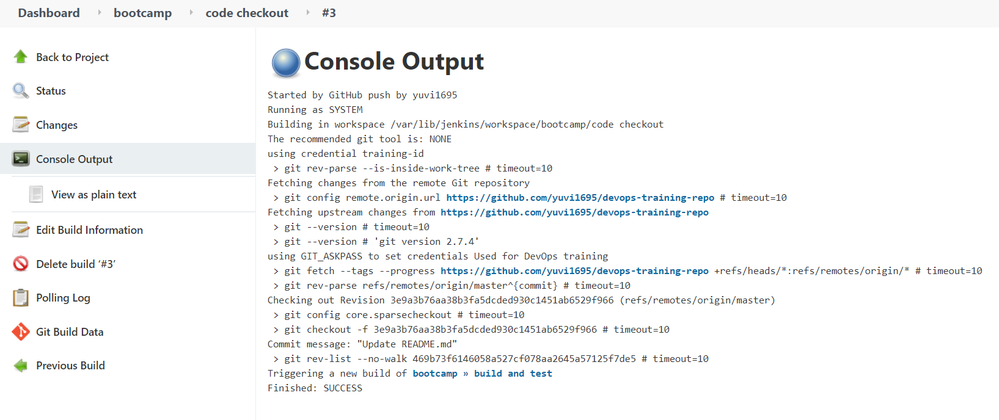 Dashboard bootcamp code checkout #3
Back to Project
Status
Changes
Console Output
View as plain text
Edit Build Information
Delete build ‘#3’
Polling Log
Git Build Data
Previous Build
Console Output
Started by GitHub push by yuvi1695
Running as SYSTEM
Building in workspace /var/lib/jenkins/workspace/bootcamp/code checkout
The recommended git tool is: NONE
using credential training-id
> git rev-parse --is-inside-work-tree # timeout=10
Fetching changes from the remote Git repository
> git config remote.origin.url https://github.com/yuvi1695/devops-training-repo # timeout=10
Fetching upstream changes from https://github.com/yuvi1695/devops-training-repo
> git --version # timeout=10
> git --version # 'git version 2.7.4'
using GIT_ASKPASS to set credentials Used for DevOps training
> git fetch --tags --progress https://github.com/yuvi1695/devops-training-repo +refs/heads/*:refs/remotes/origin/* # timeout=10
> git rev-parse refs/remotes/origin/master^{commit} # timeout=10
Checking out Revision 3e9a3b76aa38b3fa5dcded930c1451ab6529f966 (refs/remotes/origin/master)
> git config core.sparsecheckout # timeout=10
> git checkout -f 3e9a3b76aa38b3fa5dcded930c1451ab6529f966 # timeout=10
Commit message: "Update README.md"
> git rev-list --no-walk 469b73f6146058a527cf078aa2645a57125f7de5 # timeout=10
Triggering a new build of bootcamp » build and test
Finished: SUCCESS